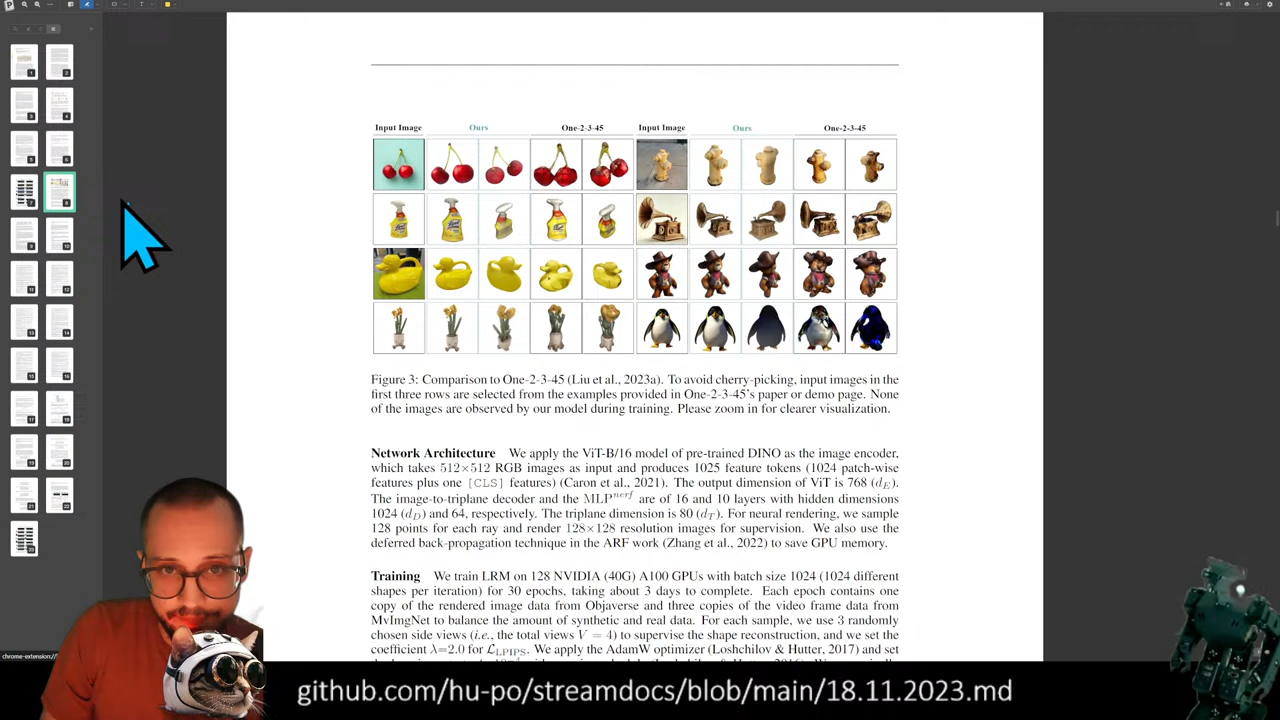 Input Image Ours One-2-3-45 Input Image Ours One-2-3-45
Figure 3: Comparison to One-2-3-45 (Liu et al., 2023a). To avoid cherry-picking, input images in the
first three rows are selected from the examples provided in One-2-3-45's paper or demo page. None
of the images are observed by our model during training. Please zoom in for clearer visualization.
Network Architecture We apply the ViT-B/16 model of pre-trained DINO as the image encoder,
which takes 512×512 RGB images as input and produces 1025 feature tokens (1024 patch-wise
features plus one [CLS] features) (Caron et al., 2021). The output dimension of ViT is 768 (d_E).
The image-to-triplane decoder and the MLP^nerf are of 16 and 10 layers with hidden dimensions
1024 (d_D) and 64, respectively. The triplane dimension is 80 (d_T). For neural rendering, we sample
128 points for each ray and render 128×128 resolution images for supervision. We also use the
deferred back-propagation technique in the ARF work (Zhang et al., 2022) to save GPU memory.
Training We train LRM on 128 NVIDIA (40G) A100 GPUs with batch size 1024 (1024 different
shapes per iteration) for 30 epochs, taking about 3 days to complete. Each epoch contains one
copy of the rendered image data from Objaverse and three copies of the video frame data from
MvImgNet to balance the amount of synthetic and real data. For each sample, we use 3 randomly
chosen side views (i.e., the total views V = 4) to supervise the shape reconstruction, and we set the
coefficient λ=2.0 for L_LPIPS. We apply the AdamW optimizer (Loshchilov & Hutter, 2017) and set
chrome-extension://
github.com/hu-po/streamdocs/blob/main/18.11.2023.md